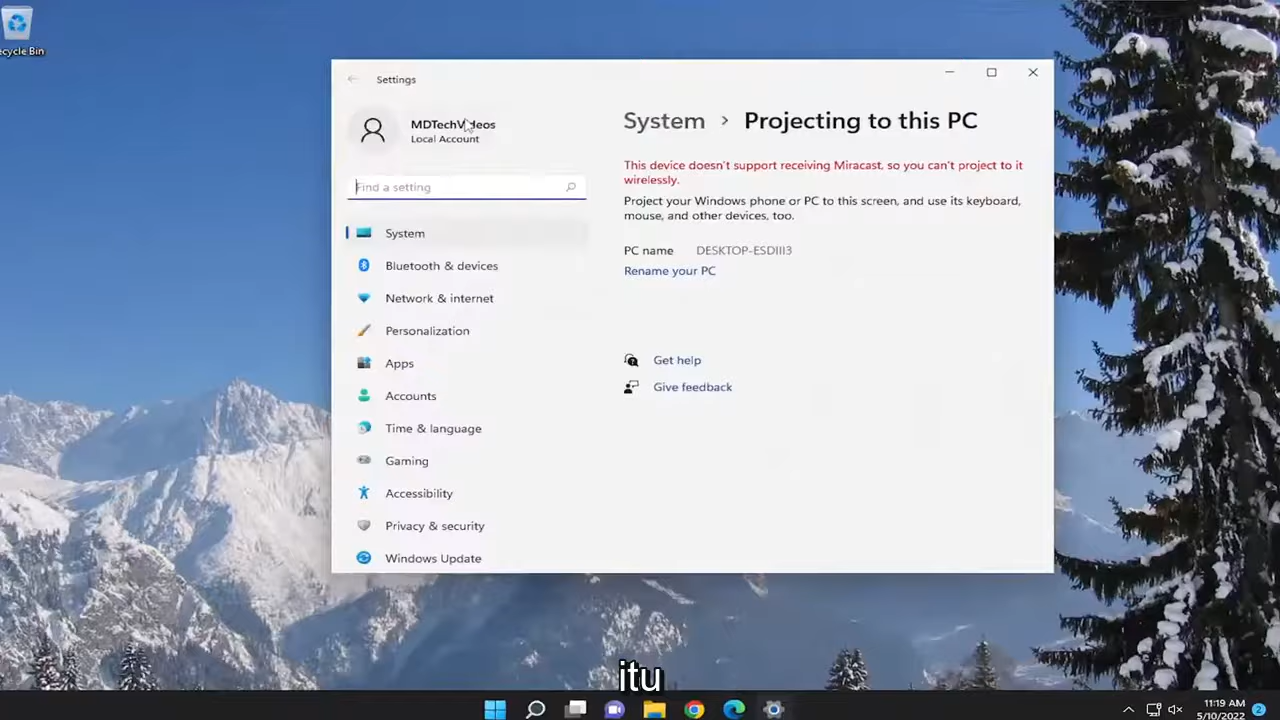 ecycle Bin
Settings
MDTechVideos
Local Account
Find a setting
System
Bluetooth & devices
Network & internet
Personalization
Apps
Accounts
Time & language
Gaming
Accessibility
Privacy & security
Windows Update
System > Projecting to this PC
This device doesn't support receiving Miracast, so you can't project to it
wirelessly.
Project your Windows phone or PC to this screen, and use its keyboard,
mouse, and other devices, too.
PC name DESKTOP-ESDIII3
Rename your PC
Get help
Give feedback
itu
11:19 AM
5/10/2022
2